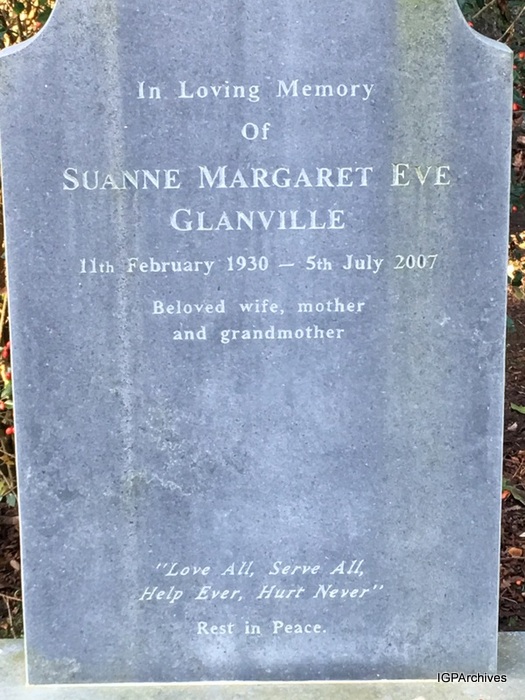 In Loving Memory
Of
SUANNE MARGARET EVE
GLANVILLE
11th February 1930 – 5th July 2007
Beloved wife, mother
and grandmother
"Love All, Serve All,
Help Ever, Hurt Never"
Rest in Peace.
IGPArchives